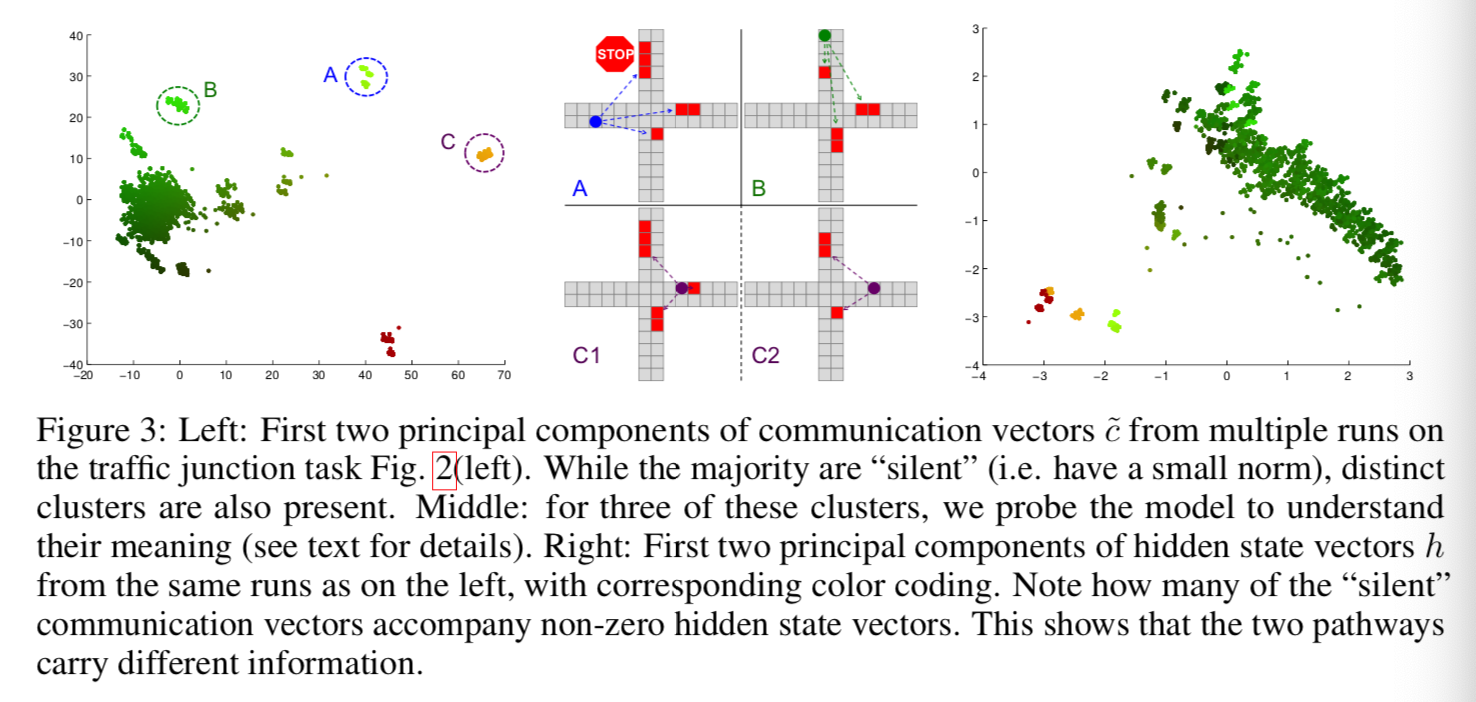 40
30
20
10
0
−10
−20
−30
−40
−20 −10 0 10 20 30 40 50 60 70
A
B
C
STOP
A
B
C1
C2
3
2
1
0
−1
−2
−3
−4
−4 −3 −2 −1 0 1 2 3
Figure 3: Left: First two principal components of communication vectors c̃ from multiple runs on
the traffic junction task Fig. 2(left). While the majority are “silent” (i.e. have a small norm), distinct
clusters are also present. Middle: for three of these clusters, we probe the model to understand
their meaning (see text for details). Right: First two principal components of hidden state vectors h
from the same runs as on the left, with corresponding color coding. Note how many of the “silent”
communication vectors accompany non-zero hidden state vectors. This shows that the two pathways
carry different information.